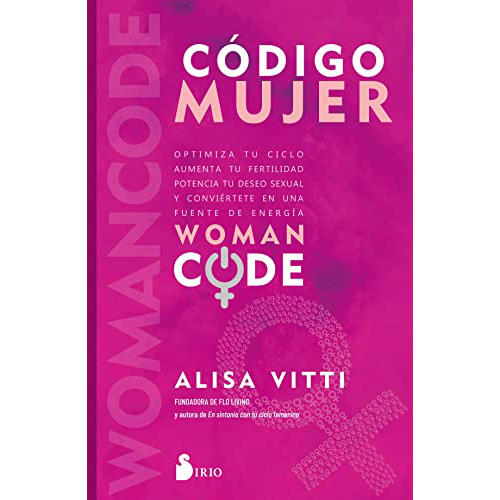 WOMANCODE
CÓDIGO
MUJER
OPTIMIZA TU CICLO
AUMENTA TU FERTILIDAD
POTENCIA TU DESEO SEXUAL
Y CONVIÉRTETE EN UNA
FUENTE DE ENERGÍA
WOMAN
CODE
ALISA VITTI
FUNDADORA DE FLO LIVING
y autora de En sintonía con tu ciclo femenino
SIRIO